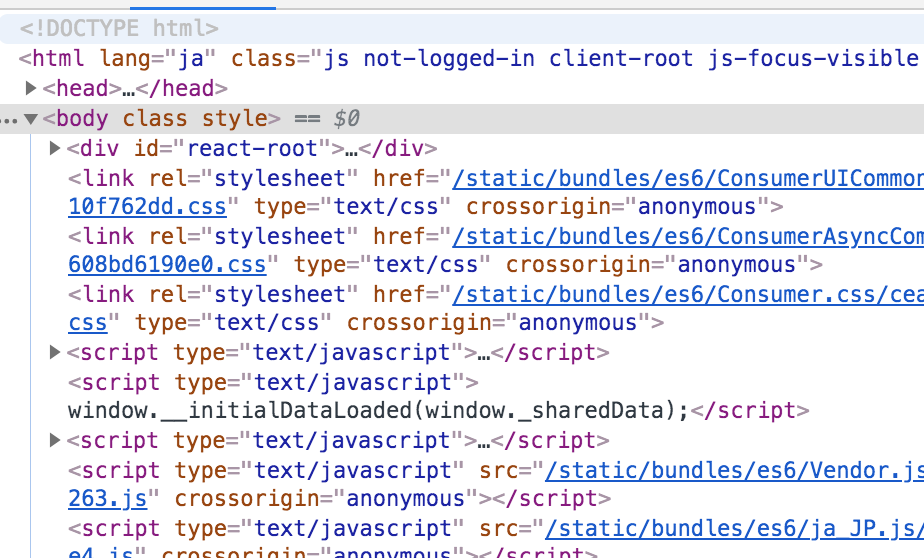 <!DOCTYPE html>
<html lang="ja" class="js not-logged-in client-root js-focus-visible
▶<head>…</head>
…▼<body class style> == $0
▶<div id="react-root">…</div>
<link rel="stylesheet" href="/static/bundles/es6/ConsumerUICommon
10f762dd.css" type="text/css" crossorigin="anonymous">
<link rel="stylesheet" href="/static/bundles/es6/ConsumerAsyncCom
608bd6190e0.css" type="text/css" crossorigin="anonymous">
<link rel="stylesheet" href="/static/bundles/es6/Consumer.css/cea
css" type="text/css" crossorigin="anonymous">
▶<script type="text/javascript">…</script>
<script type="text/javascript">
window.__initialDataLoaded(window._sharedData);</script>
▶<script type="text/javascript">…</script>
<script type="text/javascript" src="/static/bundles/es6/Vendor.js
263.js" crossorigin="anonymous"></script>
<script type="text/javascript" src="/static/bundles/es6/ja_JP.js/
e4.js" crossorigin="anonymous"></script>